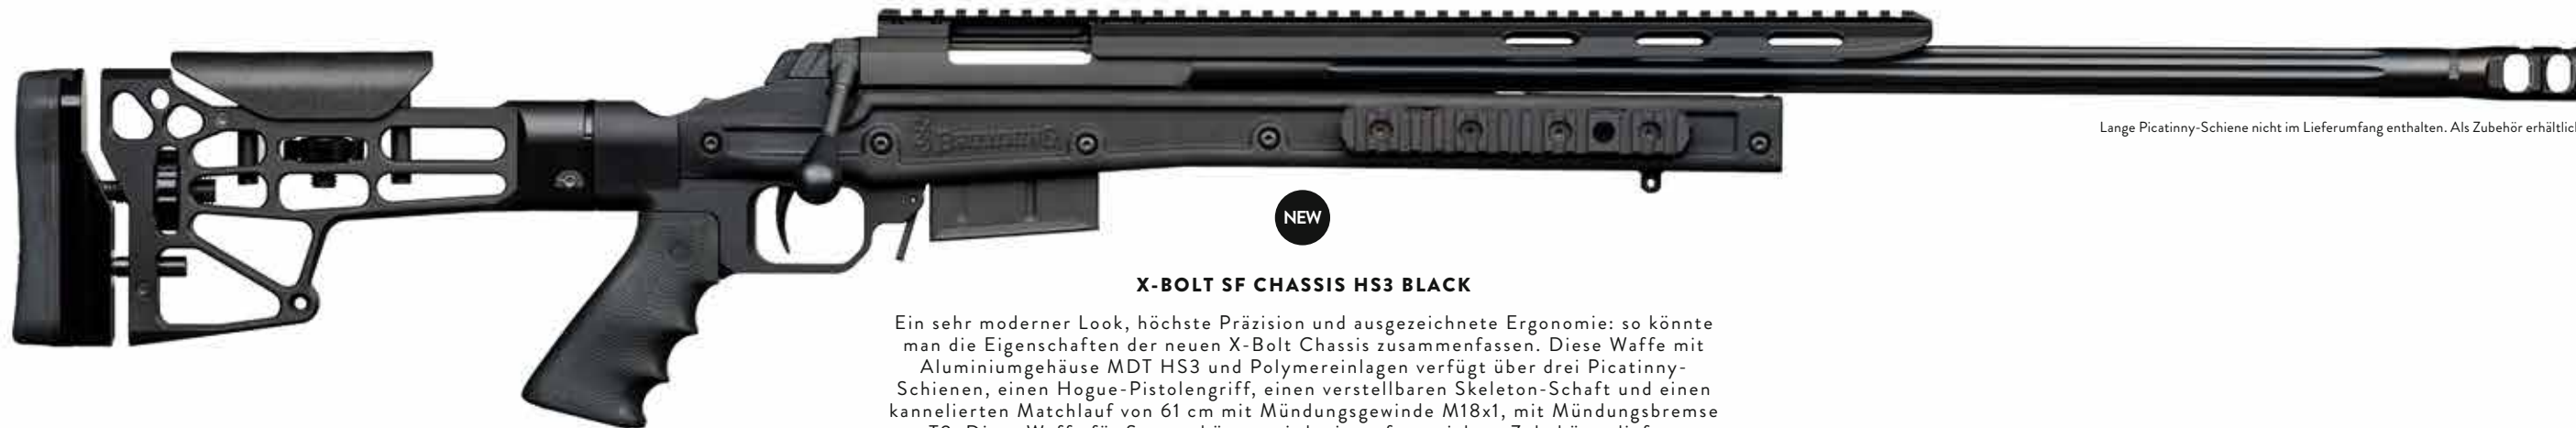 Browning
Lange Picatinny-Schiene nicht im Lieferumfang enthalten. Als Zubehör erhältlich
NEW
X-BOLT SF CHASSIS HS3 BLACK
Ein sehr moderner Look, höchste Präzision und ausgezeichnete Ergonomie: so könnte
man die Eigenschaften der neuen X-Bolt Chassis zusammenfassen. Diese Waffe mit
Aluminiumgehäuse MDT HS3 und Polymereinlagen verfügt über drei Picatinny-
Schienen, einen Hogue-Pistolengriff, einen verstellbaren Skeleton-Schaft und einen
kannelierten Matchlauf von 61 cm mit Mündungsgewinde M18x1, mit Mündungsbremse